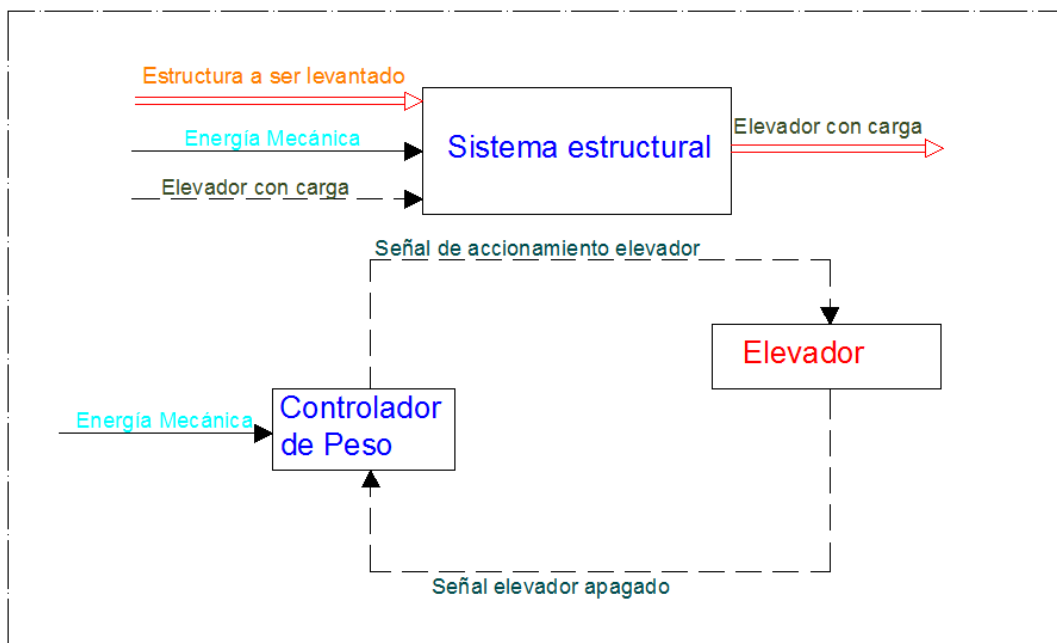 Estructura a ser levantado
Energía Mecánica
Elevador con carga
Sistema estructural
Elevador con carga
Señal de accionamiento elevador
Elevador
Controlador
de Peso
Energía Mecánica
Señal elevador apagado